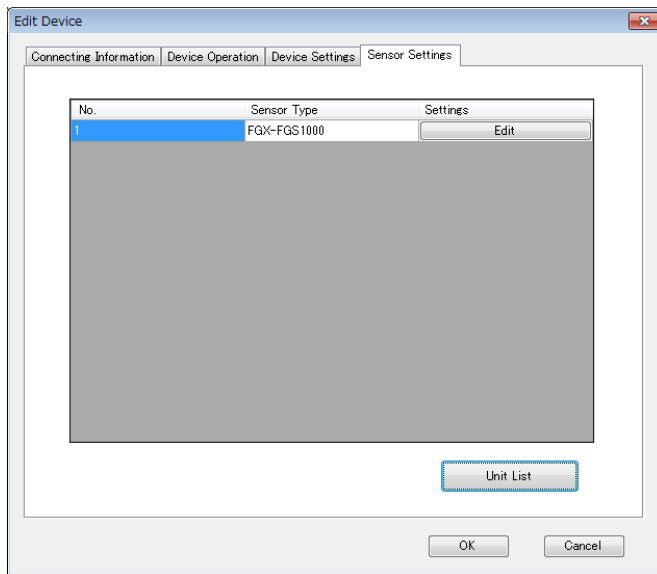 Edit Device
Connecting Information Device Operation Device Settings Sensor Settings
No. Sensor Type Settings
1 FGX-FGS1000 Edit
Unit List
OK Cancel